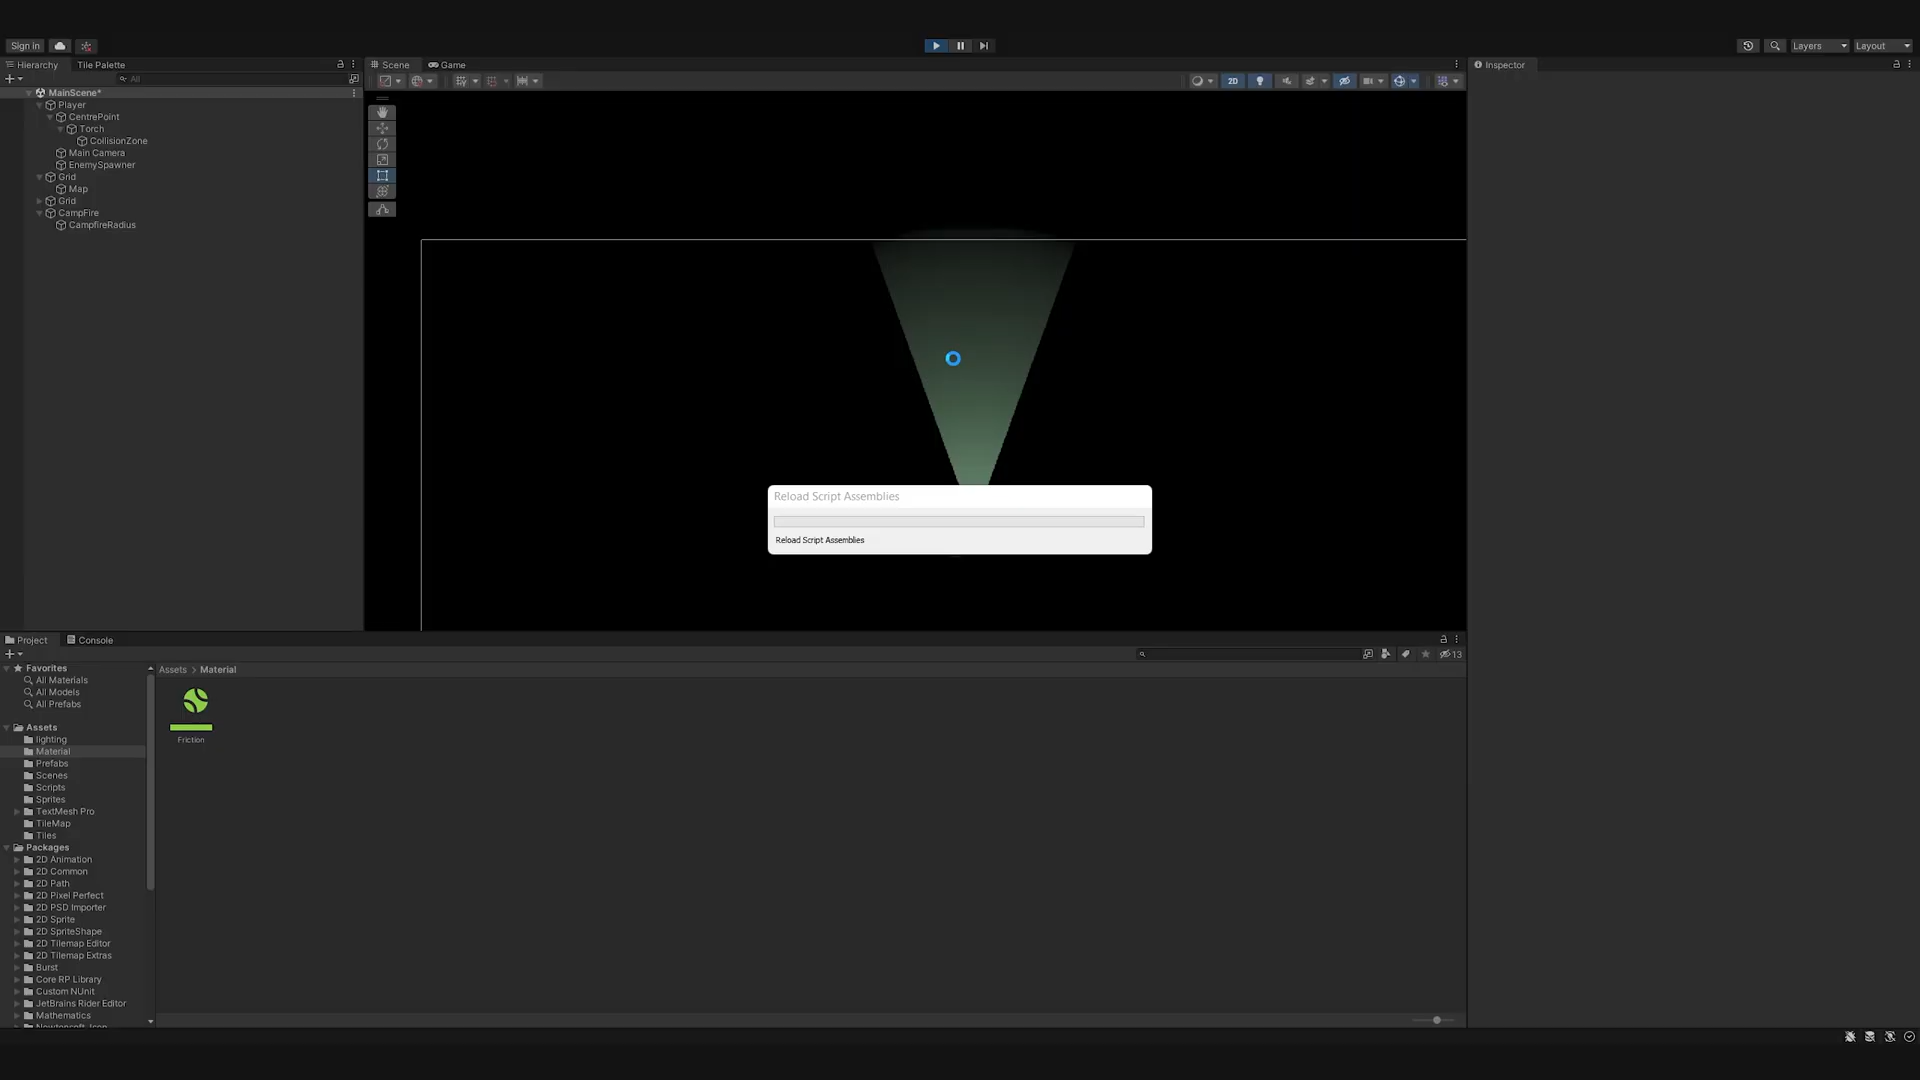 Sign in
Layers
Layout
Hierarchy
Tile Palette
Scene
Game
Inspector
All
2D
MainScene*
Player
CentrePoint
Torch
CollisionZone
Main Camera
EnemySpawner
Grid
Map
Grid
CampFire
CampfireRadius
Reload Script Assemblies
Reload Script Assemblies
Project
Console
13
Favorites
All Materials
All Models
All Prefabs
Assets
lighting
Material
Prefabs
Scenes
Scripts
Sprites
TextMesh Pro
TileMap
Tiles
Packages
2D Animation
2D Common
2D Path
2D Pixel Perfect
2D PSD Importer
2D Sprite
2D SpriteShape
2D Tilemap Editor
2D Tilemap Extras
Burst
Core RP Library
Custom NUnit
JetBrains Rider Editor
Mathematics
Assets > Material
Friction